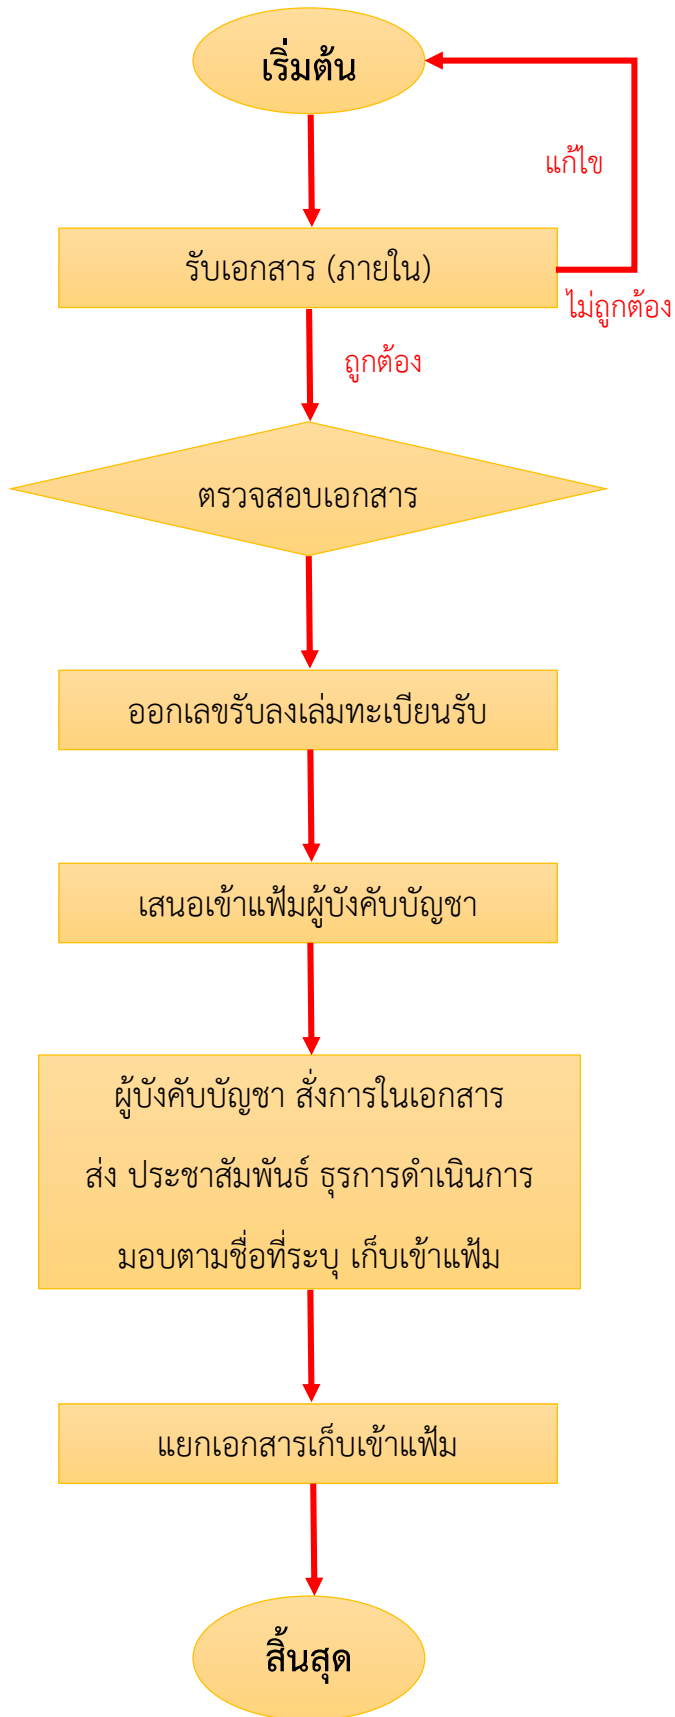 เริ่มต้น
แก้ไข
รับเอกสาร (ภายใน)
ไม่ถูกต้อง
ถูกต้อง
ตรวจสอบเอกสาร
ออกเลขรับลงเล่มทะเบียนรับ
เสนอเข้าแฟ้มผู้บังคับบัญชา
ผู้บังคับบัญชา สั่งการในเอกสาร
ส่ง ประชาสัมพันธ์ ธุรการดำเนินการ
มอบตามชื่อที่ระบุ เก็บเข้าแฟ้ม
แยกเอกสารเก็บเข้าแฟ้ม
สิ้นสุด